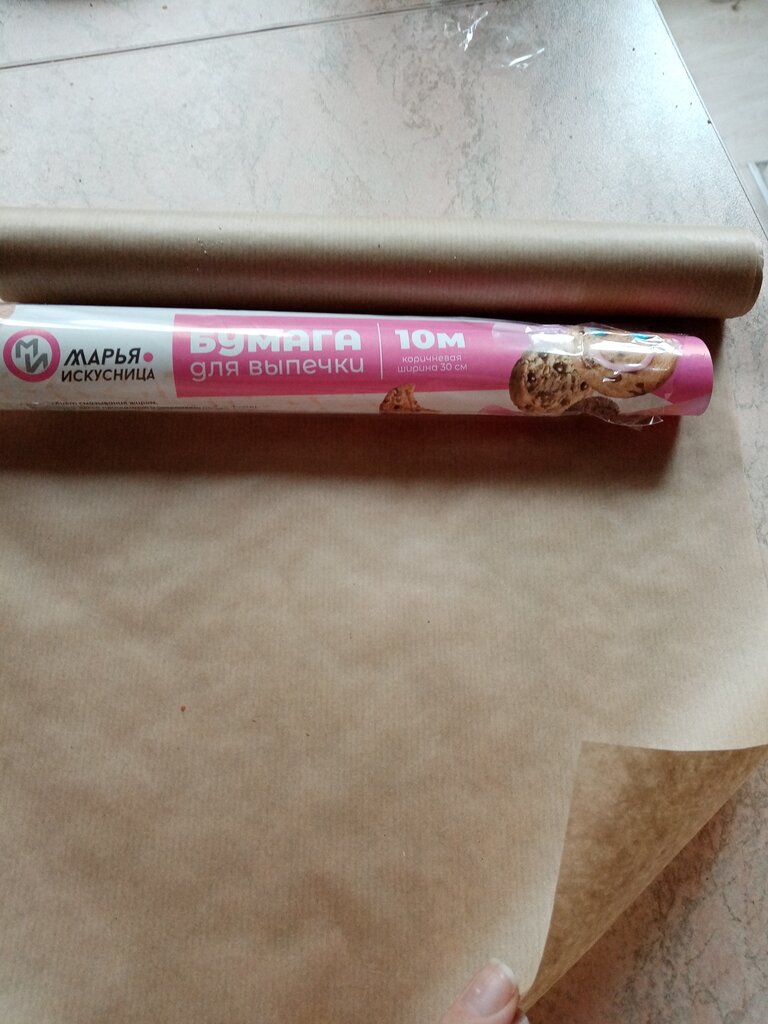 МИ
МАРЬЯ
ИСКУСНИЦА
БУМАГА
для выпечки
10м
коричневая
ширина 30 см